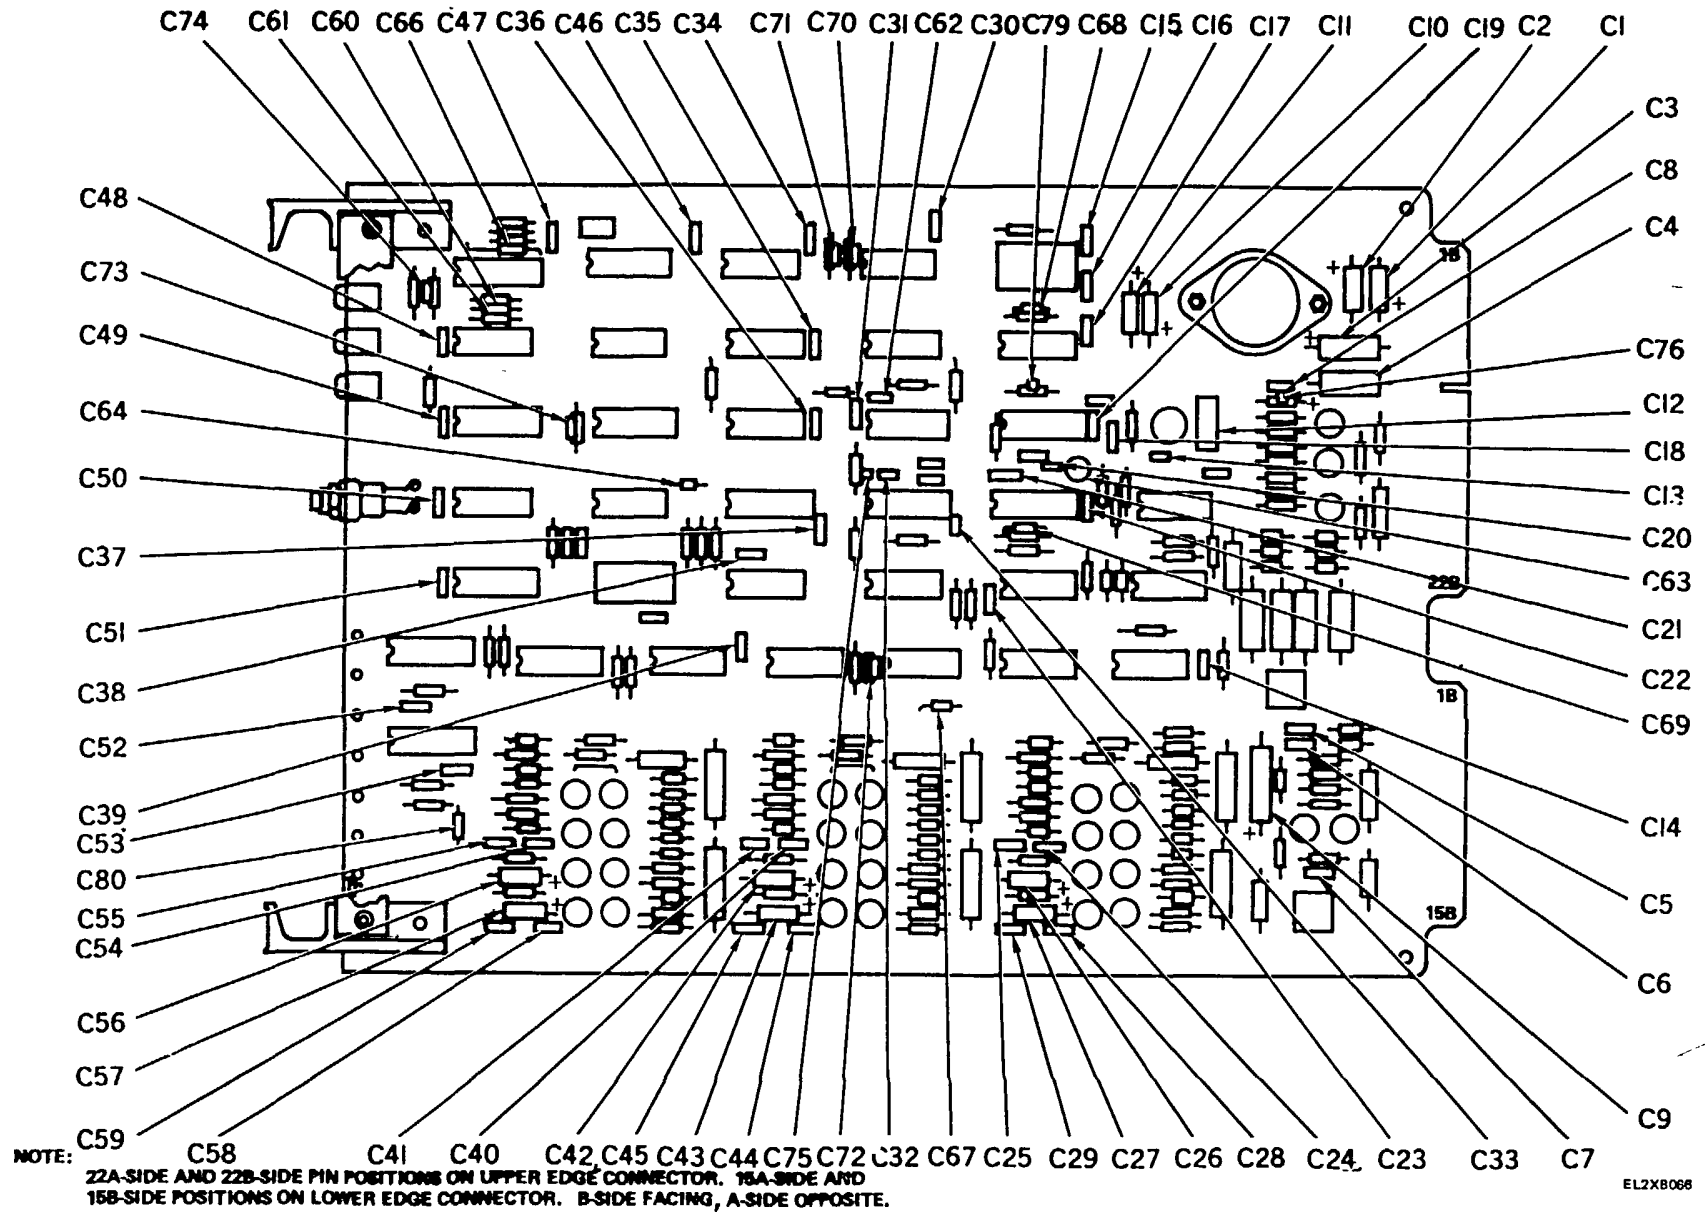 C74 C61 C60 C66 C47 C36 C46 C35 C34 C71 C70 C31 C62 C30 C79 C68 C15 C16 C17 C11 C10 C19 C2 C1
C3
C8
C48
C4
1B
C73
C49
C76
C64
C12
C18
C50
C13
C20
C37
C63
22B
C51
C21
C38
C22
1B
C69
C52
C39
C14
C53
C80
C55
C5
15B
C54
C6
C56
C57
C9
C59 C58 C41 C40 C42 C45 C43 C44 C75 C72 C32 C67 C25 C29 C27 C26 C28 C24 C23 C33 C7
NOTE:
22A-SIDE AND 22B-SIDE PIN POSITIONS ON UPPER EDGE CONNECTOR. 15A-SIDE AND
15B-SIDE POSITIONS ON LOWER EDGE CONNECTOR. B-SIDE FACING, A-SIDE OPPOSITE.
EL2XB066